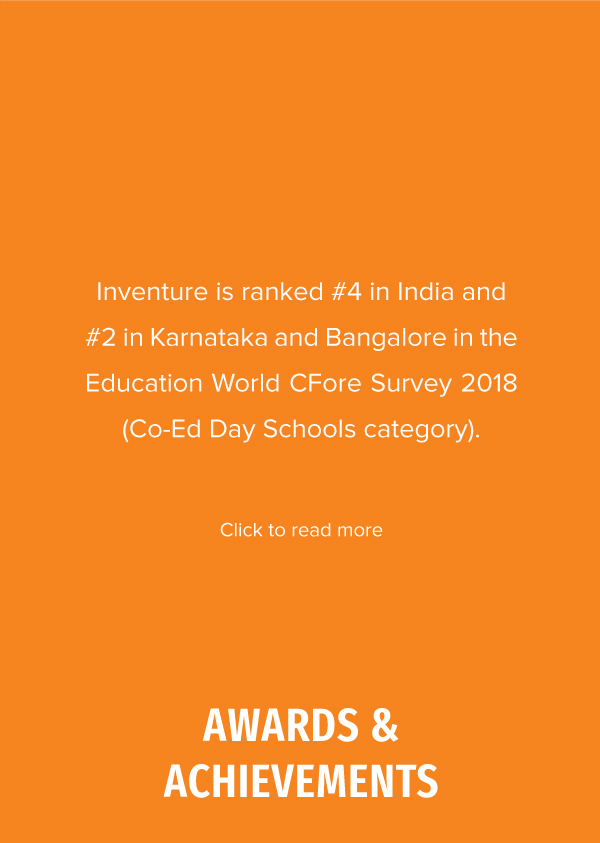 Inventure is ranked #4 in India and
#2 in Karnataka and Bangalore in the
Education World CFore Survey 2018
(Co-Ed Day Schools category).
Click to read more
AWARDS &
ACHIEVEMENTS